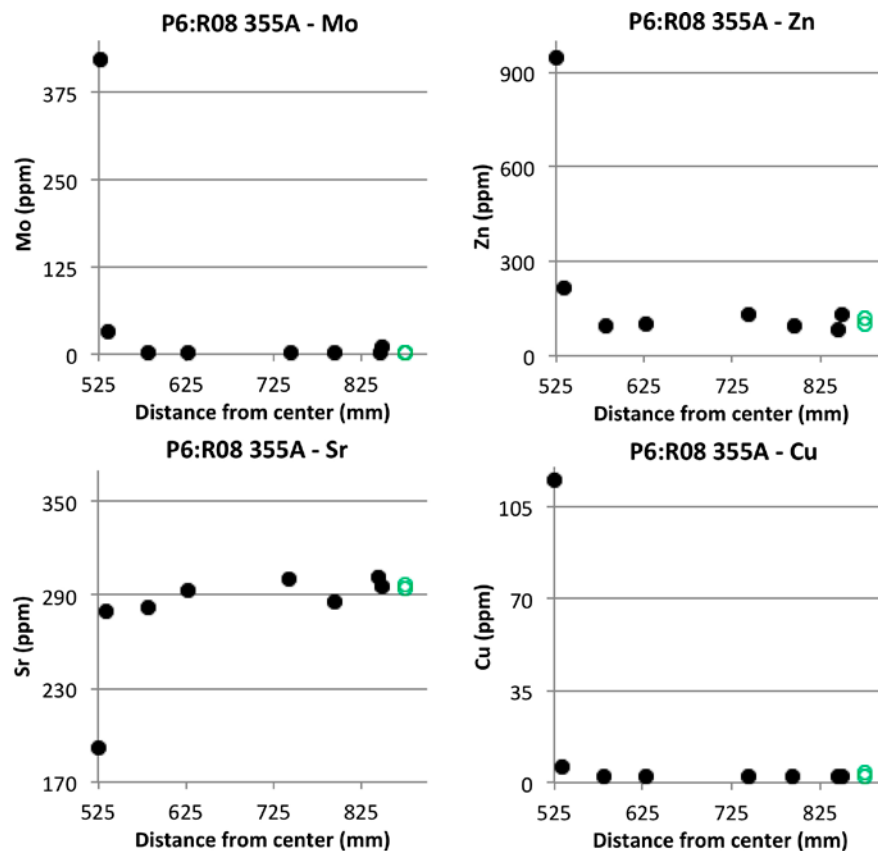 P6:R08 355A - Mo
375
250
125
0
Mo (ppm)
525 625 725 825
Distance from center (mm)
P6:R08 355A - Zn
900
600
300
0
Zn (ppm)
525 625 725 825
Distance from center (mm)
P6:R08 355A - Sr
350
290
230
170
Sr (ppm)
525 625 725 825
Distance from center (mm)
P6:R08 355A - Cu
105
70
35
0
Cu (ppm)
525 625 725 825
Distance from center (mm)